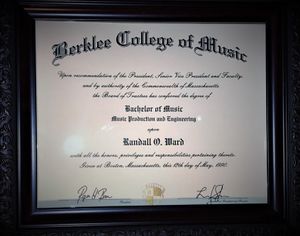 Berklee College of Music
Upon recommendation of the President, Senior Vice President and Faculty
and by authority of the Commonwealth of Massachusetts
the Board of Trustees has conferred the degree of
Bachelor of Music
Music Production and Engineering
upon
Randall O. Ward
with all the honors, privileges and responsibilities pertaining thereto.
Given at Boston, Massachusetts, this 12th day of May,
President